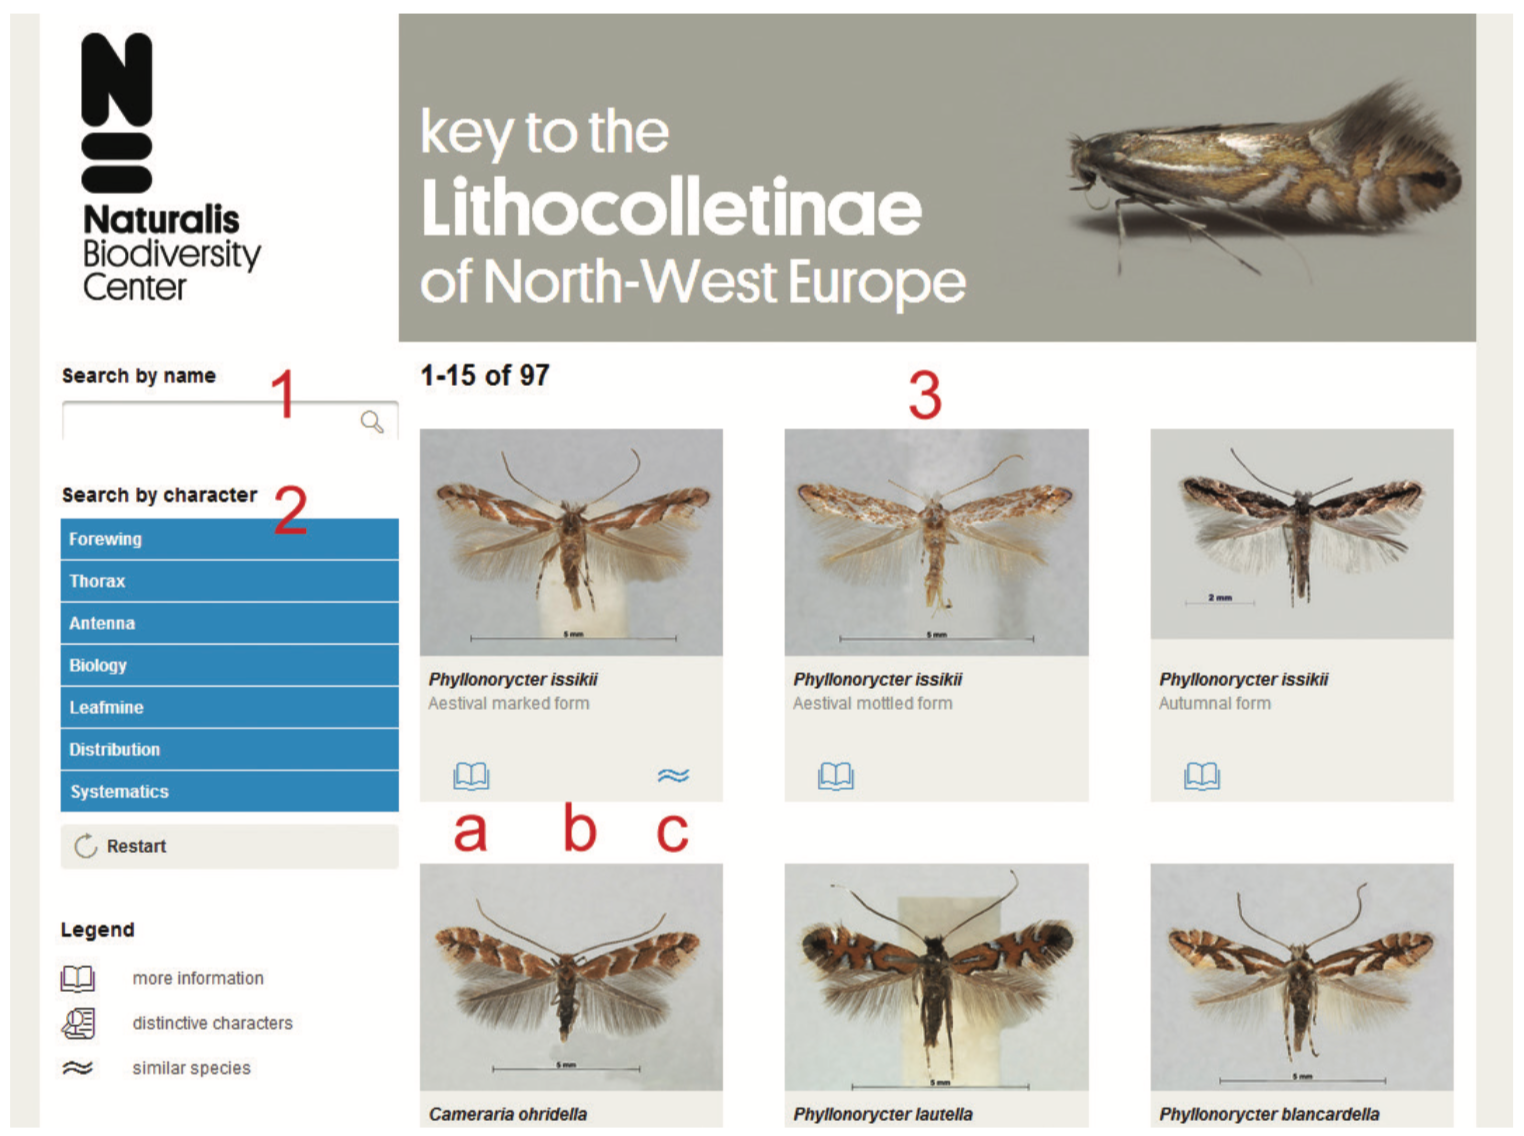 Naturalis
Biodiversity
Center
key to the
Lithocolletinae
of North-West Europe
Search by name
1
Search by character
2
Forewing
Thorax
Antenna
Biology
Leafmine
Distribution
Systematics
Restart
Legend
more information
distinctive characters
similar species
1-15 of 97
3
5 mm
5 mm
2 mm
Phyllonorycter issikii
Aestival marked form
Phyllonorycter issikii
Aestival mottled form
Phyllonorycter issikii
Autumnal form
a b c
5 mm
5 mm
5 mm
Cameraria ohridella
Phyllonorycter lautella
Phyllonorycter blancardella